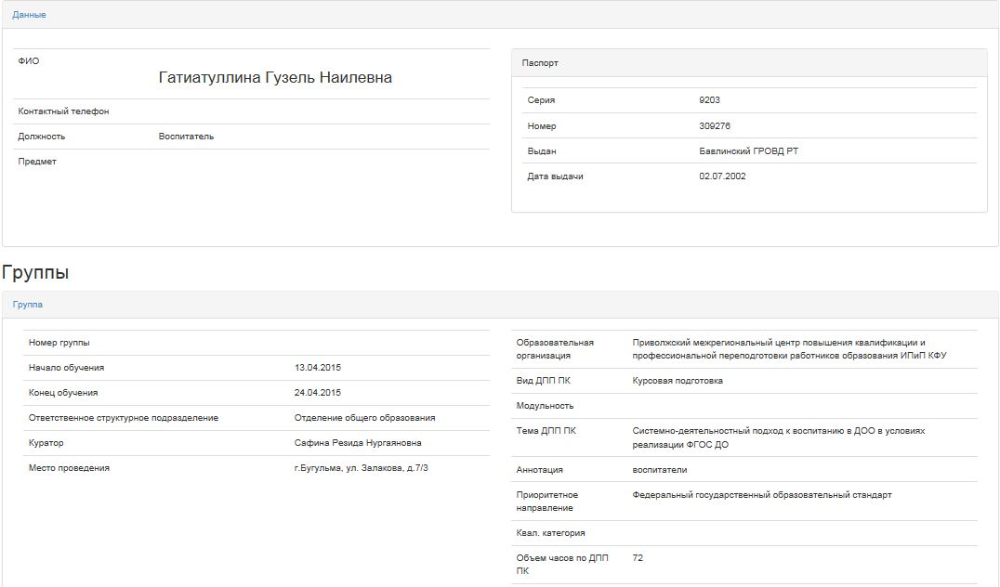 Данные
ФИО
Гатиатуллина Гузель Наилевна
Контактный телефон
Должность Воспитатель
Предмет
Паспорт
Серия 9203
Номер 309276
Выдан Бавлинский ГРОВД РТ
Дата выдачи 02.07.2002
Группы
Группа
Номер группы
Начало обучения 13.04.2015
Конец обучения 24.04.2015
Ответственное структурное подразделение Отделение общего образования
Куратор Сафина Резида Нургаяновна
Место проведения г.Бугульма, ул. Залакова, д.7/3
Образовательная Приволжский межрегиональный центр повышения квалификации и
организация профессиональной переподготовки работников образования ИПиП КФУ
Вид ДПП ПК Курсовая подготовка
Модульность
Тема ДПП ПК Системно-деятельностный подход к воспитанию в ДОО в условиях
реализации ФГОС ДО
Аннотация воспитатели
Приоритетное Федеральный государственный образовательный стандарт
направление
Квал. категория
Объем часов по ДПП 72
ПК